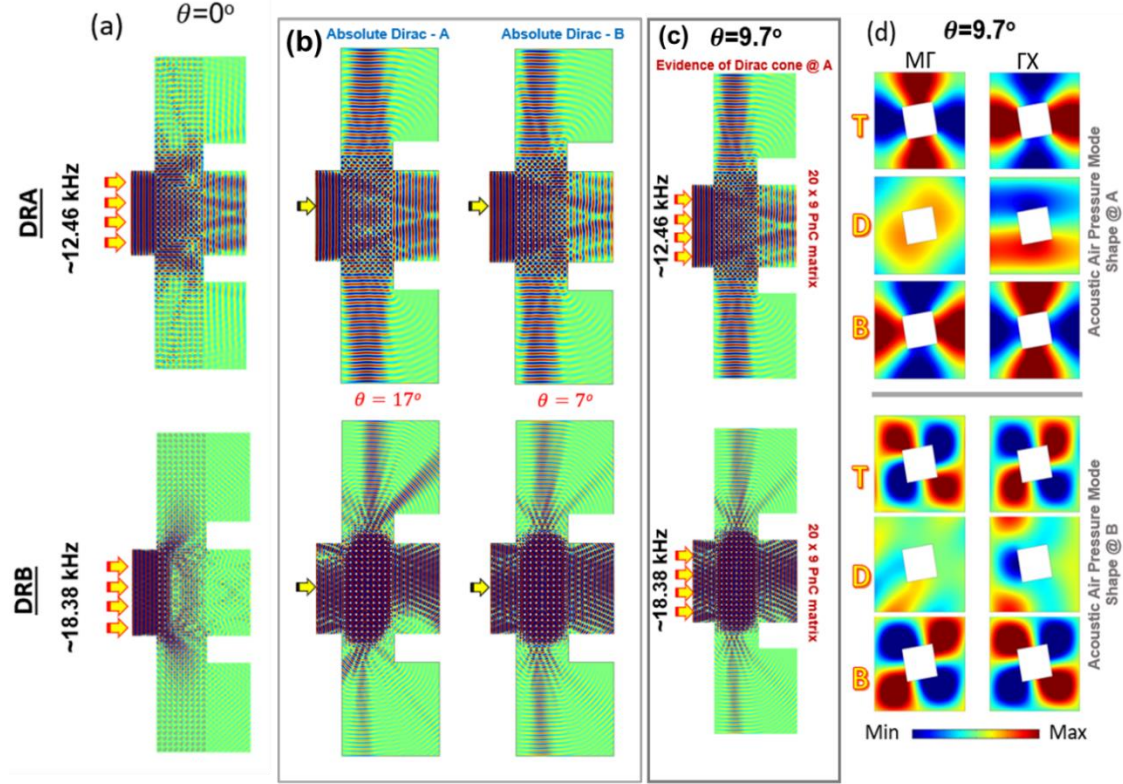 (a)
θ=0°
DRA
~12.46 kHz
DRB
~18.38 kHz
(b)
Absolute Dirac - A
Absolute Dirac - B
θ = 17°
θ = 7°
(c)
θ=9.7°
Evidence of Dirac cone @ A
~12.46 kHz
20 x 9 PnC matrix
~18.38 kHz
20 x 9 PnC matrix
(d)
θ=9.7°
MΓ
ΓX
T
D
B
Acoustic Air Pressure Mode
Shape @ A
T
D
B
Acoustic Air Pressure Mode
Shape @ B
Min
Max